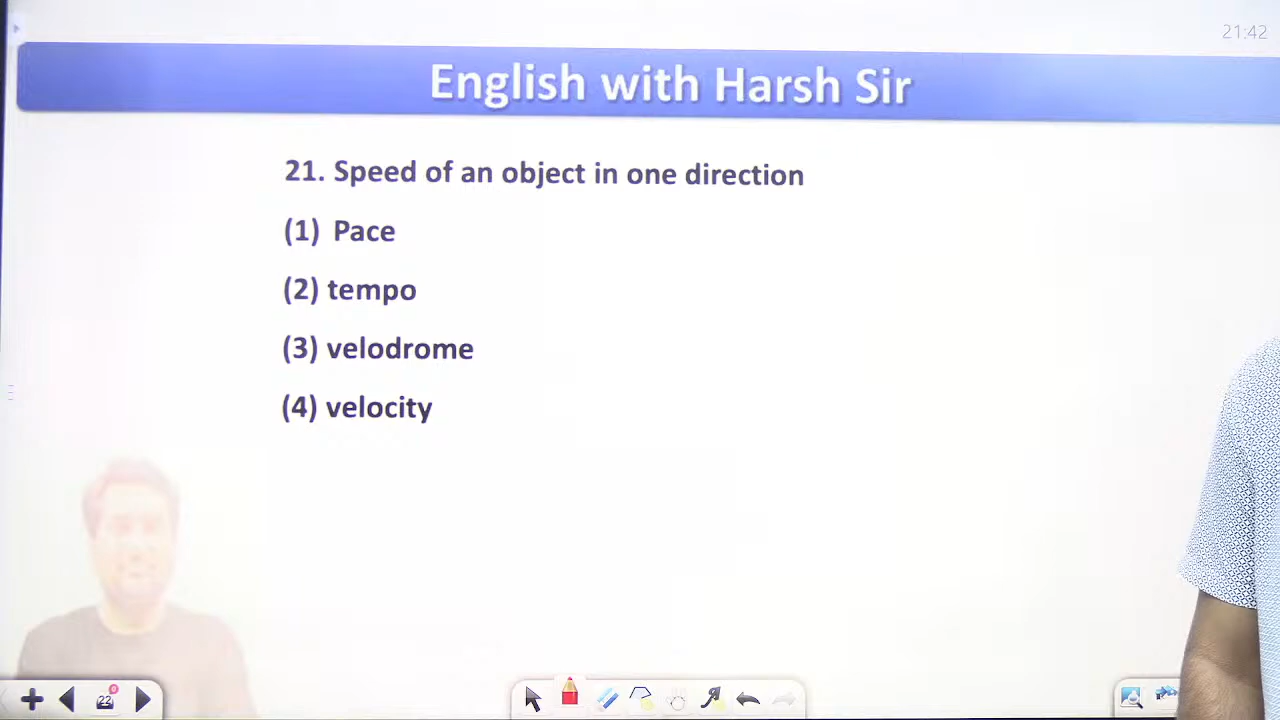 21:42
English with Harsh Sir
21. Speed of an object in one direction
(1) Pace
(2) tempo
(3) velodrome
(4) velocity
22